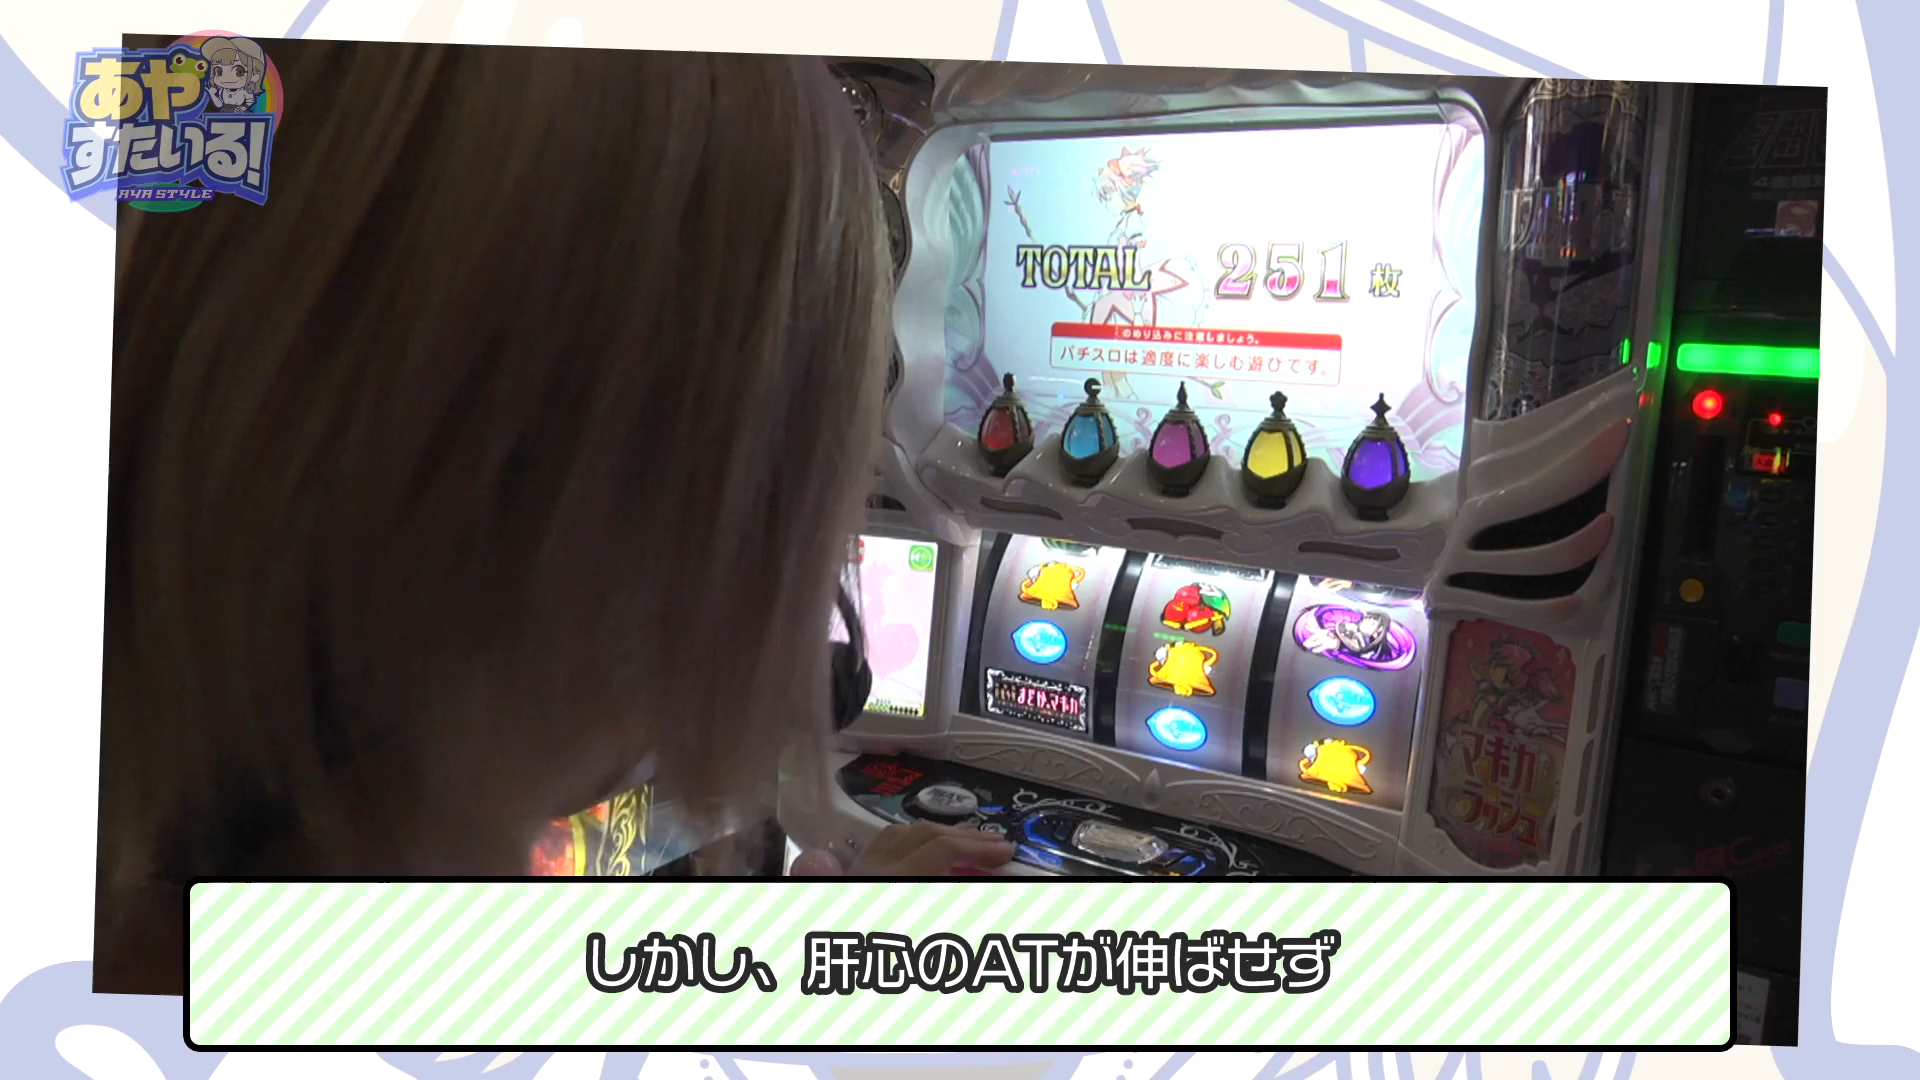 あや
すたいる!
AYA STYLE
TOTAL 251枚
のめり込みに注意しましょう。
パチスロは適度に楽しむ遊びです。
マギカ
ラッシュ
しかし、肝心のATが伸ばせず